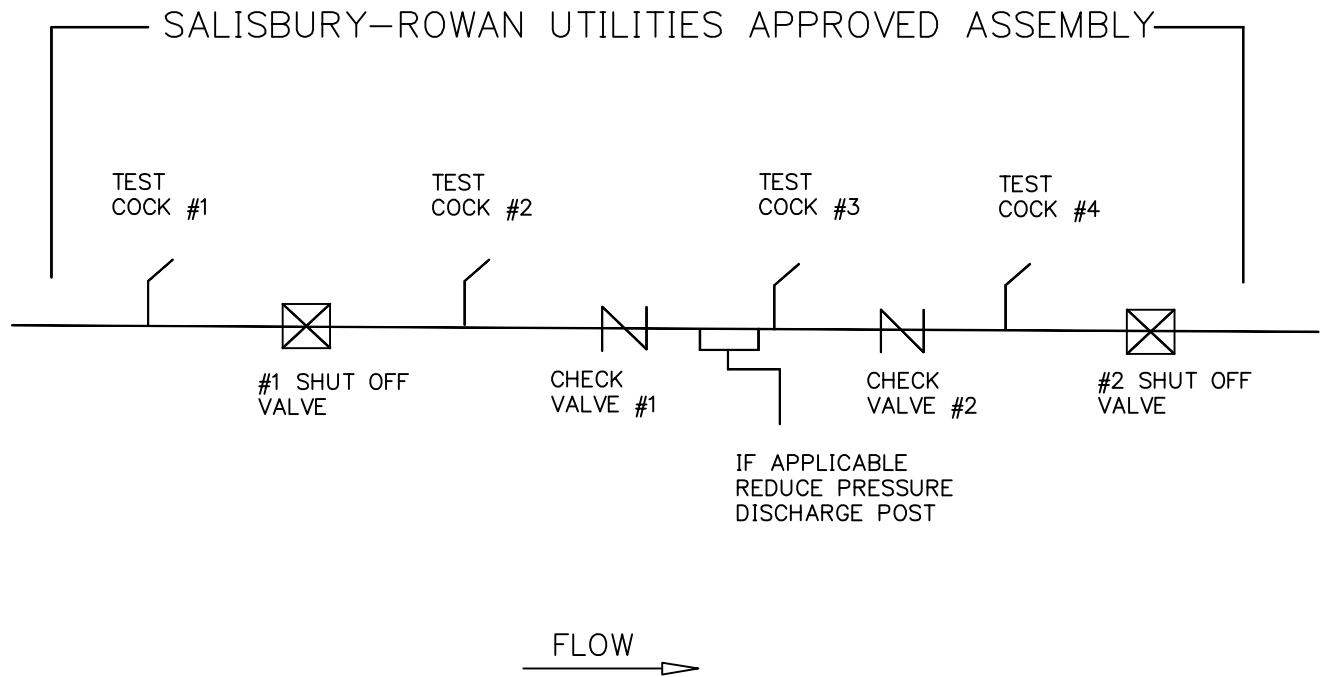 SALISBURY-ROWAN UTILITIES APPROVED ASSEMBLY
TEST
COCK #1
TEST
COCK #2
TEST
COCK #3
TEST
COCK #4
#1 SHUT OFF
VALVE
CHECK
VALVE #1
CHECK
VALVE #2
#2 SHUT OFF
VALVE
IF APPLICABLE
REDUCE PRESSURE
DISCHARGE POST
FLOW